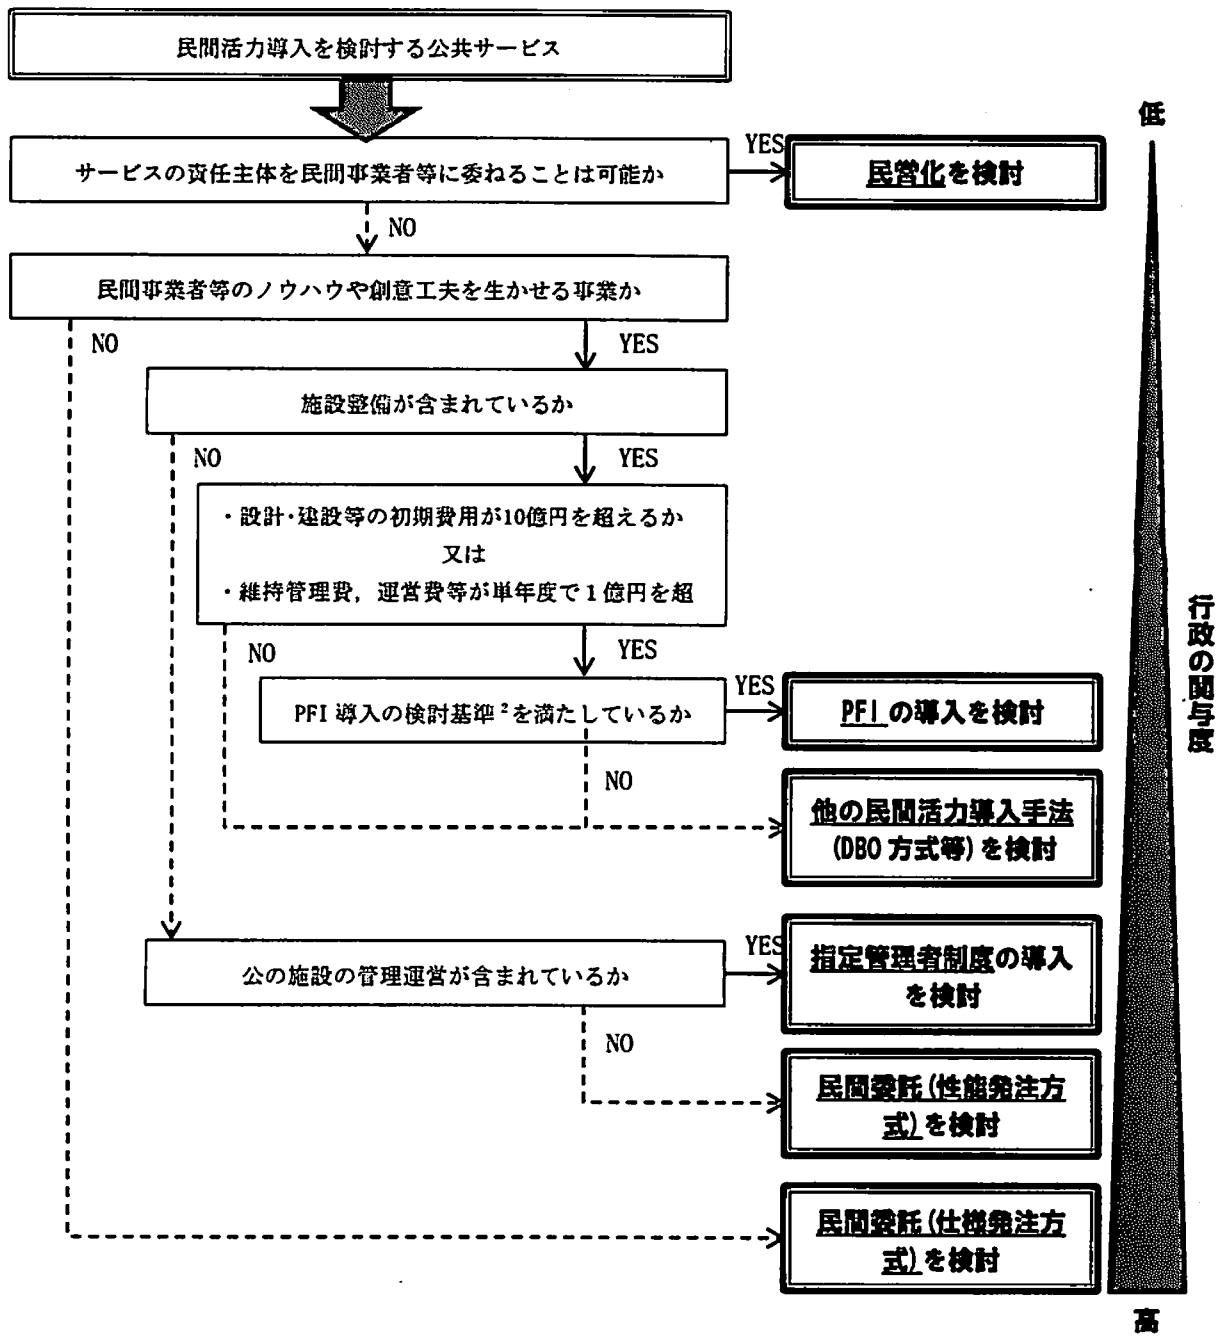 民間活力導入を検討する公共サービス
低
サービスの責任主体を民間事業者等に委ねることは可能か
YES
民営化を検討
NO
民間事業者等のノウハウや創意工夫を生かせる事業か
NO
YES
施設整備が含まれているか
NO
YES
・設計・建設等の初期費用が10億円を超えるか
又は
・維持管理費，運営費等が単年度で１億円を超
行政の関与度
NO
YES
PFI 導入の検討基準²を満たしているか
YES
PFI の導入を検討
NO
他の民間活力導入手法
(DBO 方式等) を検討
公の施設の管理運営が含まれているか
YES
指定管理者制度の導入
を検討
NO
民間委託(性能発注方
式)を検討
民間委託(仕様発注方
式)を検討
高